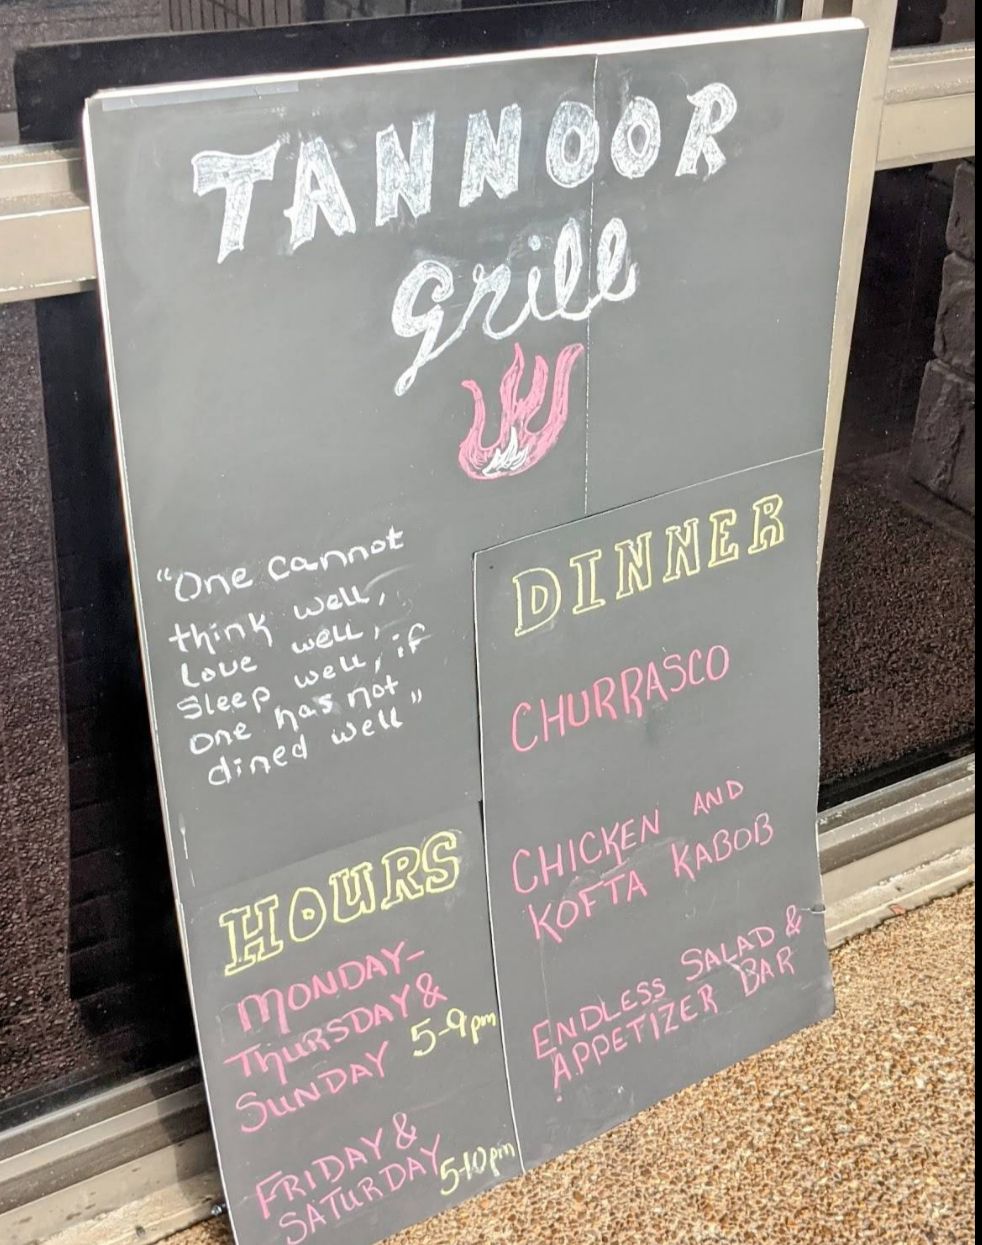 TANNOOR
grill
"One cannot
think well,
love well,
sleep well, if
one has not
dined well"
HOURS
MONDAY-
THURSDAY &
SUNDAY 5-9pm
FRIDAY &
SATURDAY 5-10pm
DINNER
CHURRASCO
CHICKEN AND
KOFTA KABOB
ENDLESS SALAD &
APPETIZER BAR